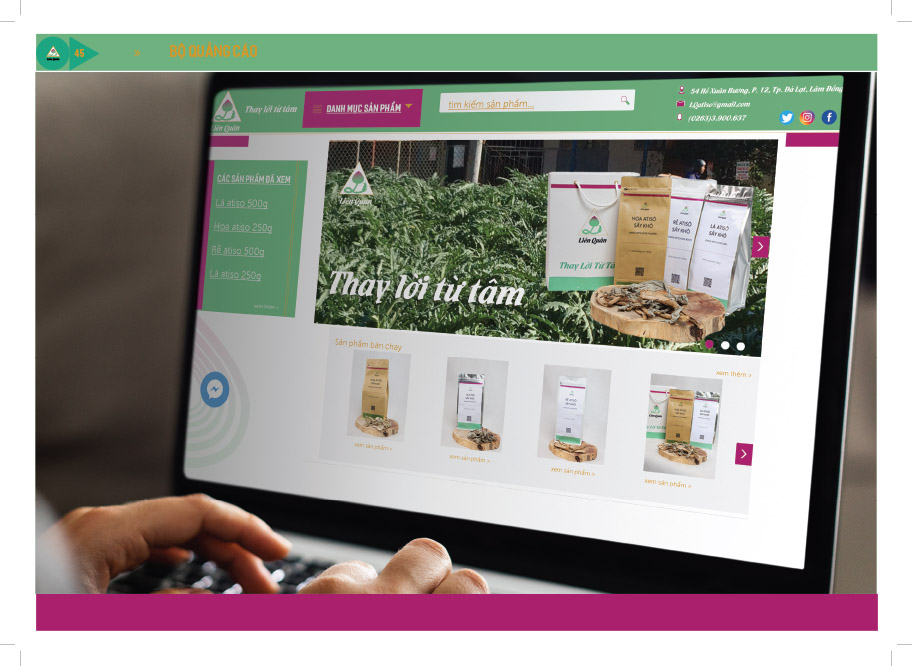 Liên Quân
45
BỘ QUẢNG CÁO
Liên Quân
Thay lời từ tâm
DANH MỤC SẢN PHẨM
tìm kiếm sản phẩm...
54 Hồ Xuân Hương, P. 12, Tp. Đà Lạt, Lâm Đồng
LQatiso@gmail.com
(0263)3.900.637
CÁC SẢN PHẨM ĐÃ XEM
Lá atiso 500g
Hoa atiso 250g
Rễ atiso 500g
Lá atiso 250g
Liên Quân
Thay lời từ tâm
Liên Quân
Thay Lời Từ Tâ
HOA ATISÔ
SẤY KHÔ
RỄ ATISÔ
SẤY KHÔ
LÁ ATISÔ
SẤY KHÔ
Sản phẩm bán chạy
xem thêm >
xem sản phẩm >
xem sản phẩm >
xem sản phẩm >
xem sản phẩm >